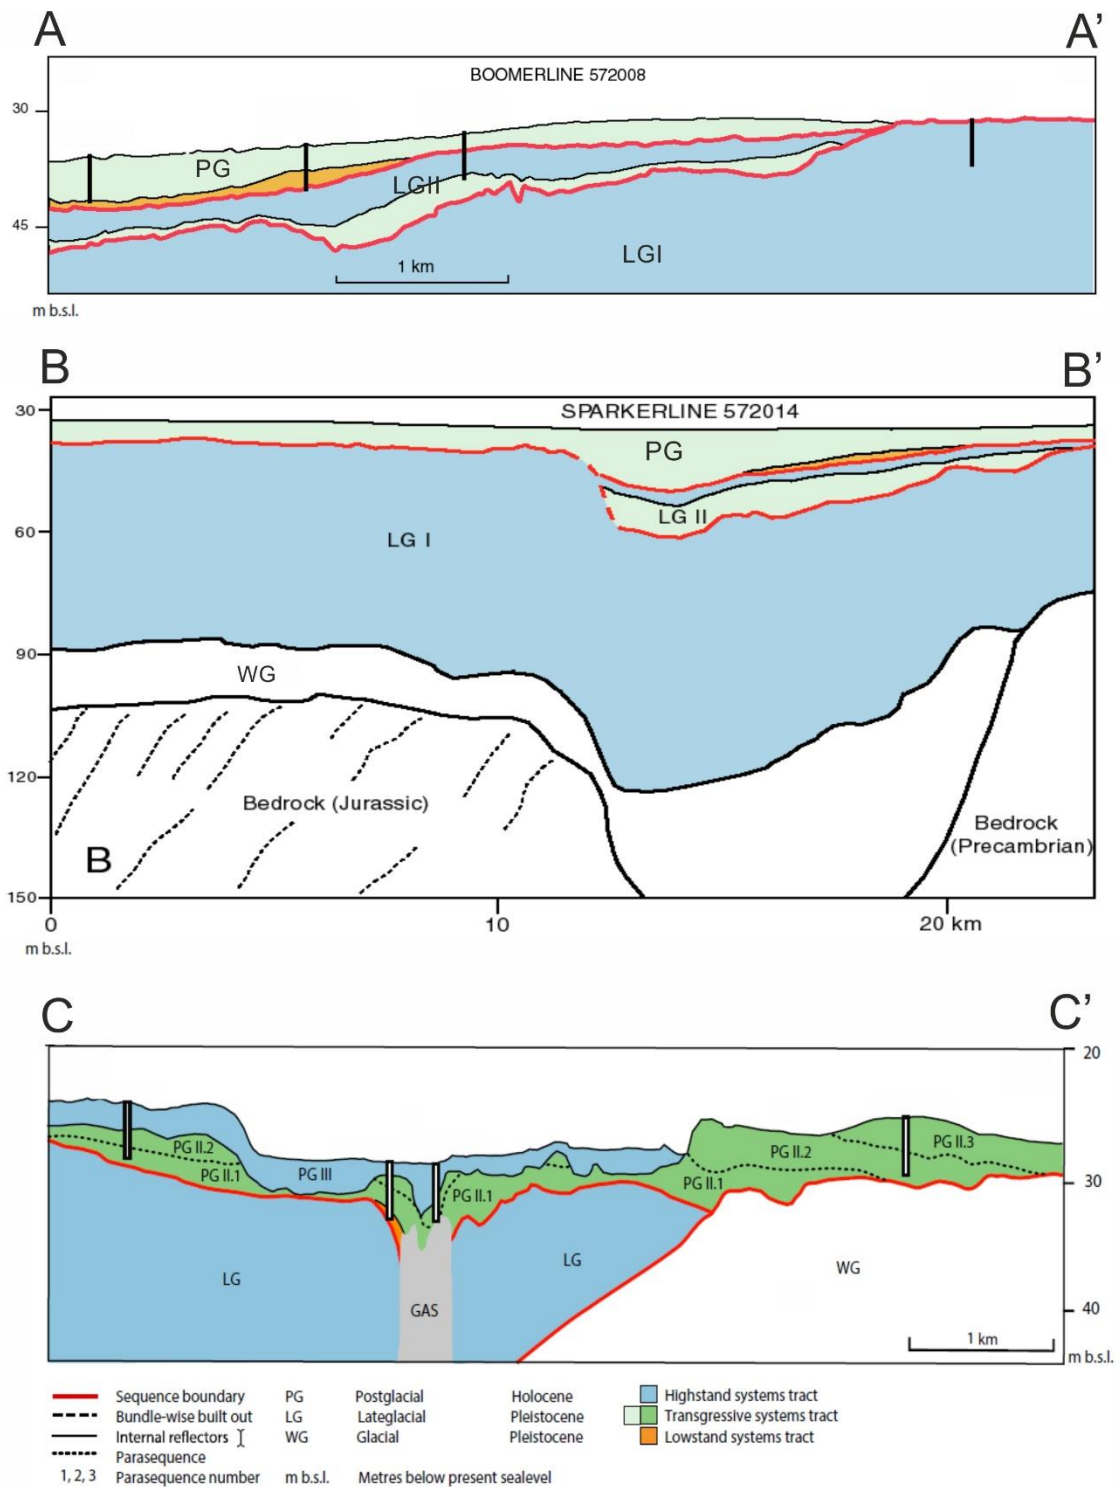 A A'
BOOMERLINE 572008
30
PG
LGII
45
LGI
1 km
m b.s.l.
B B'
30
SPARKERLINE 572014
PG
LG II
60
LG I
90
WG
120
Bedrock (Jurassic)
Bedrock
(Precambrian)
B
150
0 10 20 km
m b.s.l.
C C'
20
PG II.2
PG II.1
PG III
PG II.1
PG II.2
PG II.3
PG II.1
30
LG
LG
WG
GAS
40
1 km
m b.s.l.
Sequence boundary PG Postglacial Holocene Highstand systems tract
Bundle-wise built out LG Lateglacial Pleistocene Transgressive systems tract
Internal reflectors WG Glacial Pleistocene Lowstand systems tract
Parasequence
1, 2, 3 Parasequence number m b.s.l. Metres below present sealevel